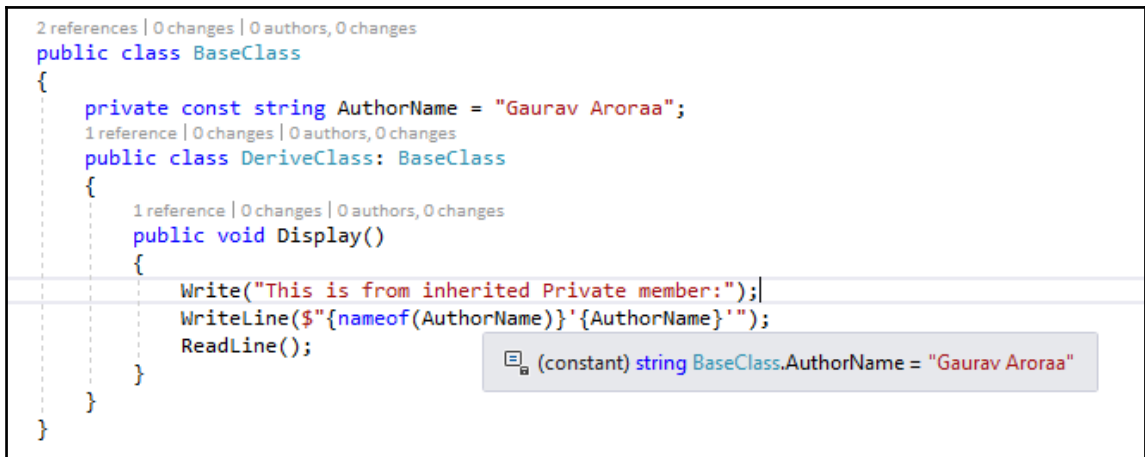 2 references | 0 changes | 0 authors, 0 changes
public class BaseClass
{
private const string AuthorName = "Gaurav Aroraa";
1 reference | 0 changes | 0 authors, 0 changes
public class DeriveClass: BaseClass
{
1 reference | 0 changes | 0 authors, 0 changes
public void Display()
{
Write("This is from inherited Private member:");
WriteLine($"{nameof(AuthorName)}'{AuthorName}'");
ReadLine();
(constant) string BaseClass.AuthorName = "Gaurav Aroraa"
}
}
}